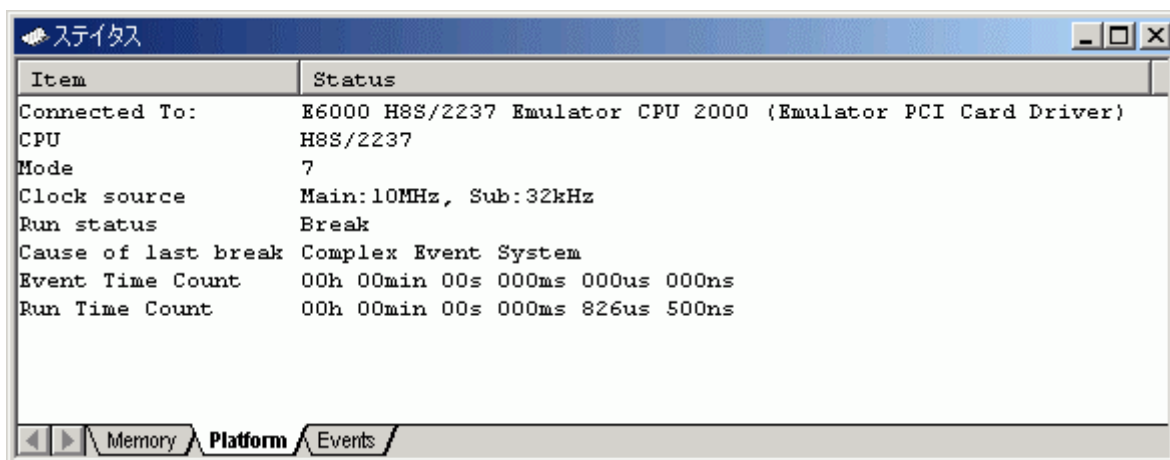 ステイタス
Item Status
Connected To: E6000 H8S/2237 Emulator CPU 2000 (Emulator PCI Card Driver)
CPU H8S/2237
Mode 7
Clock source Main:10MHz, Sub:32kHz
Run status Break
Cause of last break Complex Event System
Event Time Count 00h 00min 00s 000ms 000us 000ns
Run Time Count 00h 00min 00s 000ms 826us 500ns
Memory Platform Events